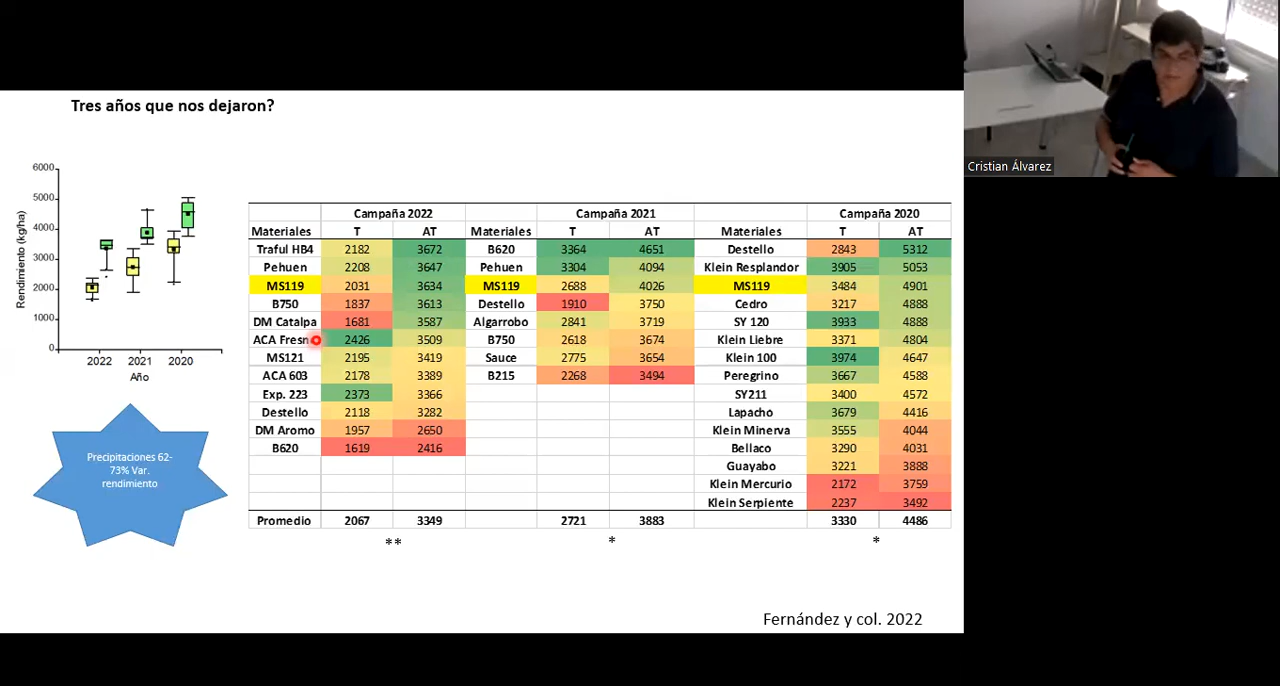 Tres años que nos dejaron?
Cristian Álvarez
6000
5000
4000
3000
2000
1000
0
Rendimiento (kg/ha)
2022 2021 2020
Año
Precipitaciones 62-
73% Var.
rendimiento
Campaña 2022 Campaña 2021 Campaña 2020
Materiales T AT Materiales T AT Materiales T AT
Traful HB4 2182 3672 B620 3364 4651 Destello 2843 5312
Pehuen 2208 3647 Pehuen 3304 4094 Klein Resplandor 3905 5053
MS119 2031 3634 MS119 2688 4026 MS119 3484 4901
B750 1837 3613 Destello 1910 3750 Cedro 3217 4888
DM Catalpa 1681 3587 Algarrobo 2841 3719 SY 120 3933 4888
ACA Fresno 2426 3509 B750 2618 3674 Klein Liebre 3371 4804
MS121 2195 3419 Sauce 2775 3654 Klein 100 3974 4647
ACA 603 2178 3389 B215 2268 3494 Peregrino 3667 4588
Exp. 223 2373 3366 SY211 3400 4572
Destello 2118 3282 Lapacho 3679 4416
DM Aromo 1957 2650 Klein Minerva 3555 4044
B620 1619 2416 Bellaco 3290 4031
Guayabo 3221 3888
Klein Mercurio 2172 3759
Klein Serpiente 2237 3492
Promedio 2067 3349 2721 3883 3330 4486
** * *
Fernández y col. 2022